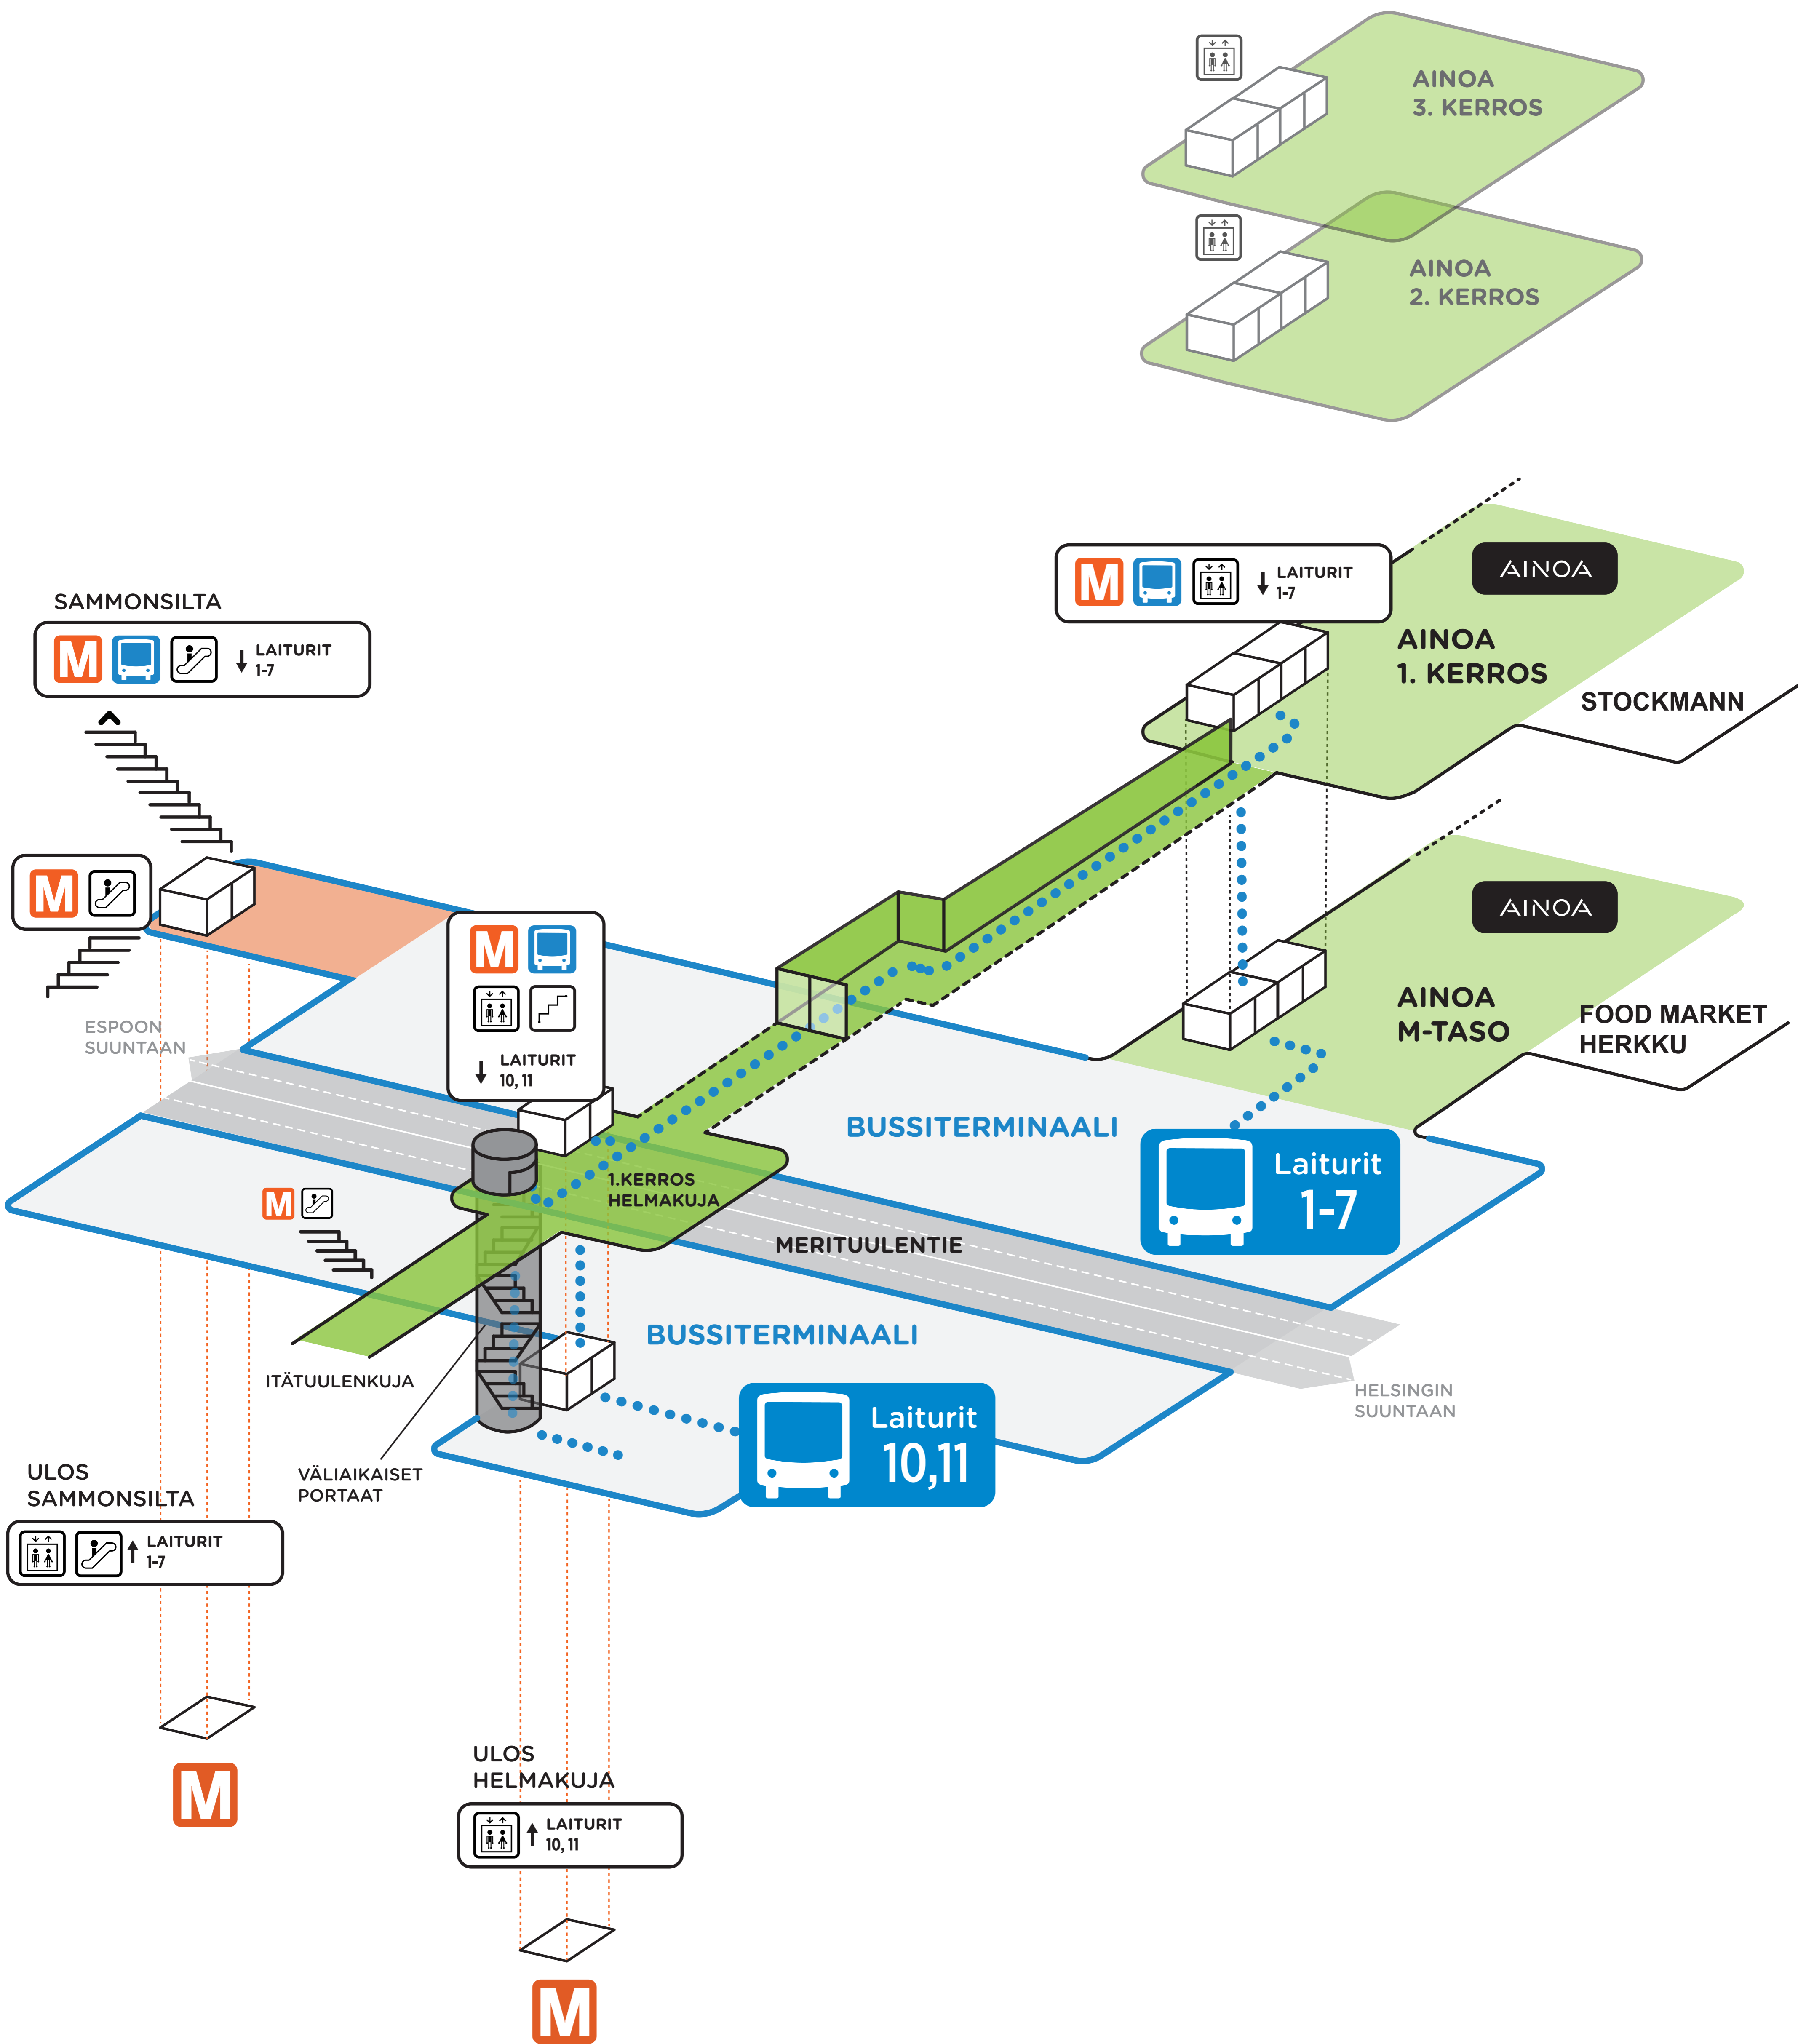 AINOA
3. KERROS
AINOA
2. KERROS
M
LAITURIT
1-7
AINOA
AINOA
1. KERROS
STOCKMANN
SAMMONSILTA
M
LAITURIT
1-7
M
M
LAITURIT
10, 11
ESPOON
SUUNTAAN
AINOA
AINOA
M-TASO
FOOD MARKET
HERKKU
BUSSITERMINAALI
Laiturit
1-7
M
1.KERROS
HELMAKUJA
MERITUULENTIE
BUSSITERMINAALI
ITÄTUULENKUJA
HELSINGIN
SUUNTAAN
Laiturit
10,11
VÄLIAIKAISET
PORTAAT
ULOS
SAMMONSILTA
LAITURIT
1-7
M
ULOS
HELMAKUJA
LAITURIT
10, 11
M